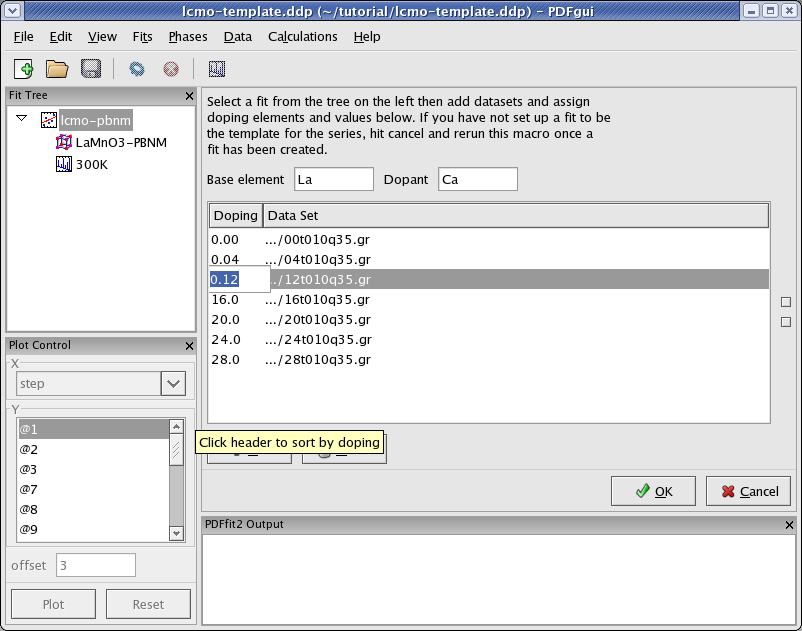 lcmo-template.ddp (~/tutorial/lcmo-template.ddp) - PDFgui
File Edit View Fits Phases Data Calculations Help
Fit Tree
lcmo-pbnm
LaMnO3-PBNM
300K
Select a fit from the tree on the left then add datasets and assign
doping elements and values below. If you have not set up a fit to be
the template for the series, hit cancel and rerun this macro once a
fit has been created.
Base element La Dopant Ca
Doping Data Set
0.00 .../00t010q35.gr
0.04 .../04t010q35.gr
0.12 ../12t010q35.gr
16.0 .../16t010q35.gr
20.0 .../20t010q35.gr
24.0 .../24t010q35.gr
28.0 .../28t010q35.gr
Plot Control
X
step
Y
@1
@2
@3
@7
@8
@9
offset 3
Plot Reset
Click header to sort by doping
OK Cancel
PDFfit2 Output